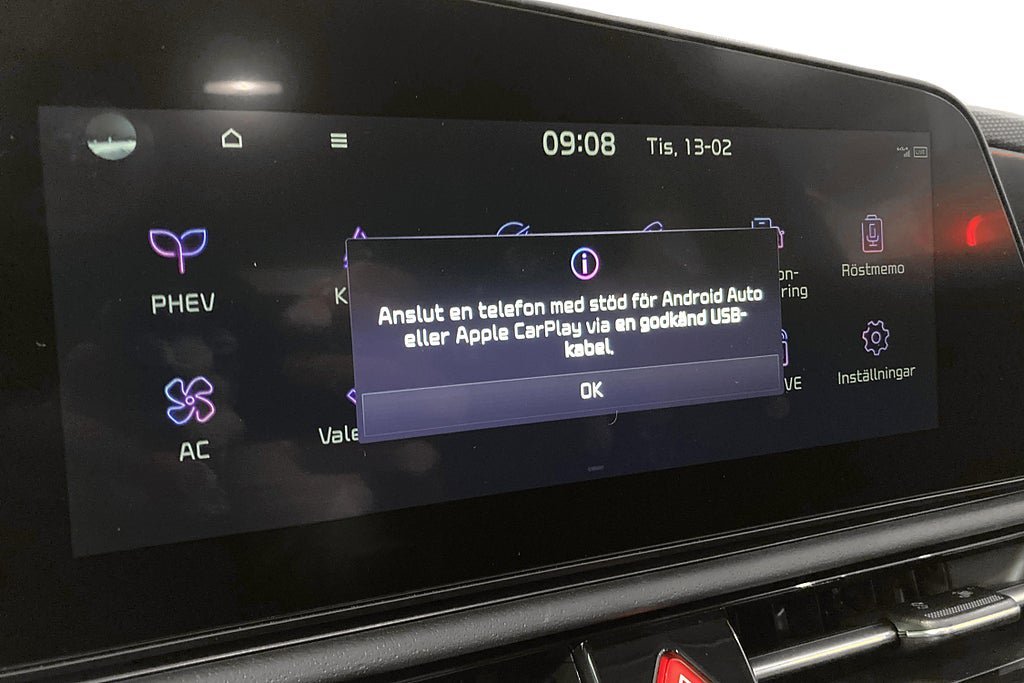 09:08 Tis, 13-02
PHEV
Röstmemo
Anslut en telefon med stöd för Android Auto
eller Apple CarPlay via en godkänd USB-
kabel.
OK
AC
Inställningar